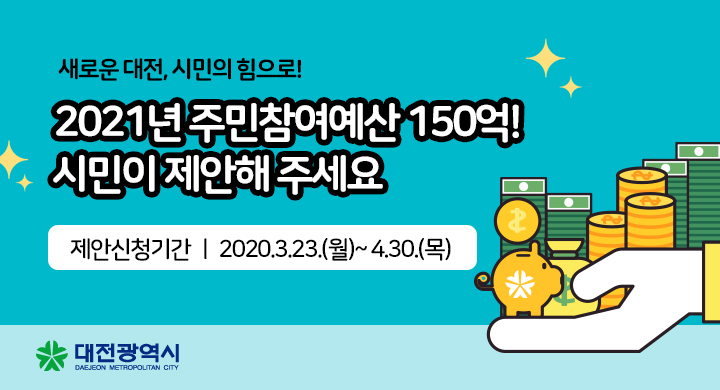 새로운 대전, 시민의 힘으로!
2021년 주민참여예산 150억!
시민이 제안해 주세요
제안신청기간 | 2020.3.23.(월)~ 4.30.(목)
대전광역시
DAEJEON METROPOLITAN CITY